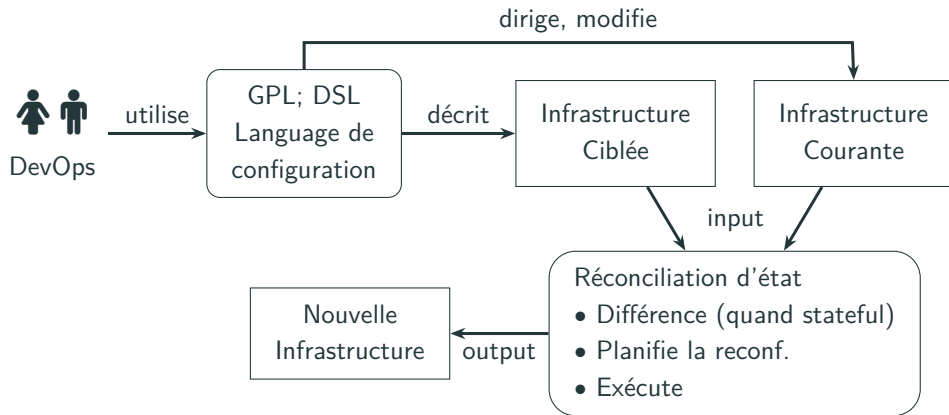 dirige, modifie
DevOps
utilise
GPL; DSL
Language de
configuration
décrit
Infrastructure
Ciblée
Infrastructure
Courante
input
Réconciliation d'état
• Différence (quand stateful)
• Planifie la reconf.
• Exécute
output
Nouvelle
Infrastructure